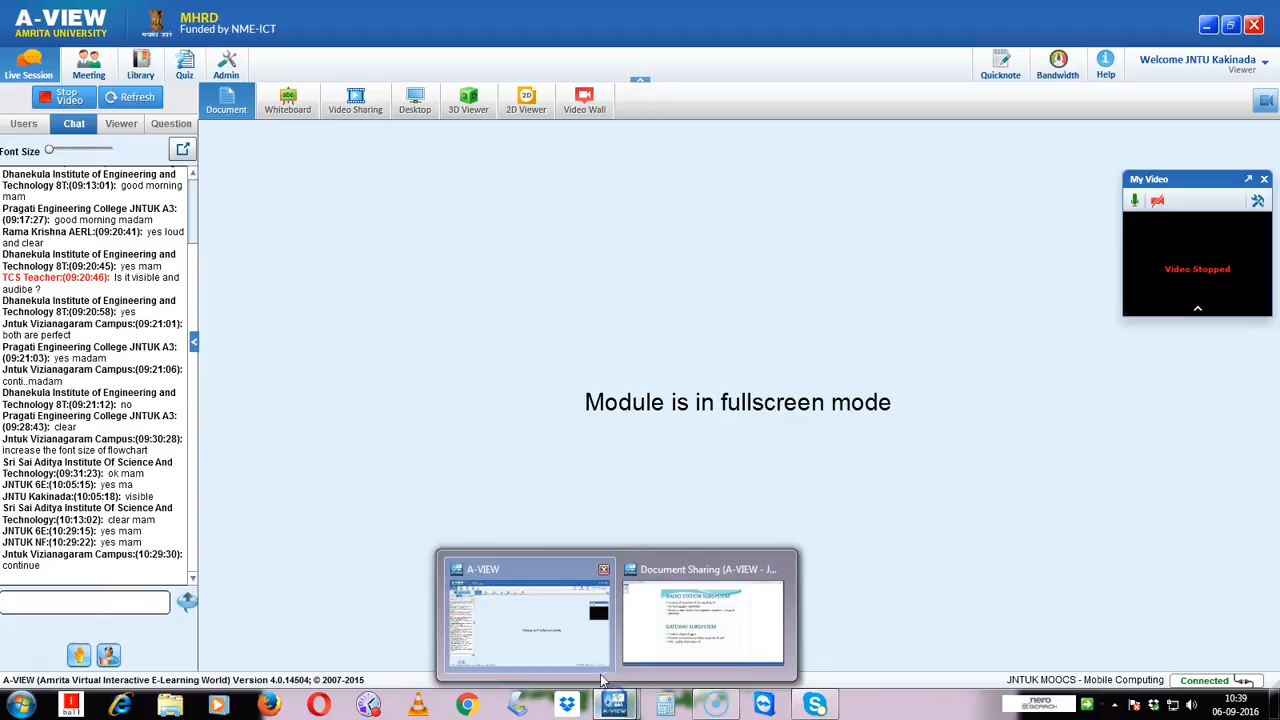 A-VIEW
AMRITA UNIVERSITY
MHRD
Funded by NME-ICT
Live Session
Meeting
Library
Quiz
Admin
Quicknote
Bandwidth
Help
Welcome JNTU Kakinada
Viewer
Stop Video
Refresh
Document
Whiteboard
Video Sharing
Desktop
3D Viewer
2D Viewer
Video Wall
Users
Chat
Viewer
Question
Font Size
Dhanekula Institute of Engineering and
Technology 8T:(09:13:01): good morning
mam
Pragati Engineering College JNTUK A3:
(09:17:27): good morning madam
Rama Krishna AERL:(09:20:41): yes loud
and clear
Dhanekula Institute of Engineering and
Technology 8T:(09:20:45): yes mam
TCS Teacher:(09:20:46): Is it visible and
audibe ?
Dhanekula Institute of Engineering and
Technology 8T:(09:20:58): yes
Jntuk Vizianagaram Campus:(09:21:01):
both are perfect
Pragati Engineering College JNTUK A3:
(09:21:03): yes madam
Jntuk Vizianagaram Campus:(09:21:06):
conti..madam
Dhanekula Institute of Engineering and
Technology 8T:(09:21:12): no
Pragati Engineering College JNTUK A3:
(09:28:43): clear
Jntuk Vizianagaram Campus:(09:30:28):
increase the font size of flowchart
Sri Sai Aditya Institute Of Science And
Technology:(09:31:23): ok mam
JNTUK 6E:(10:05:15): yes ma
JNTU Kakinada:(10:05:18): visible
Sri Sai Aditya Institute Of Science And
Technology:(10:13:02): clear mam
JNTUK 6E:(10:29:15): yes mam
JNTUK NF:(10:29:22): yes mam
Jntuk Vizianagaram Campus:(10:29:30):
continue
My Video
Video Stopped
Module is in fullscreen mode
A-VIEW
Document Sharing (A-VIEW - J...
RADIO STATION SUBSYSTEM
GATEWAY SUBSYSTEM
A-VIEW (Amrita Virtual Interactive E-Learning World) Version 4.0.14504; © 2007-2015)
JNTUK MOOCS - Mobile Computing
Connected
i ball
A-VIEW
nero
SEARCH
10:39
06-09-2016